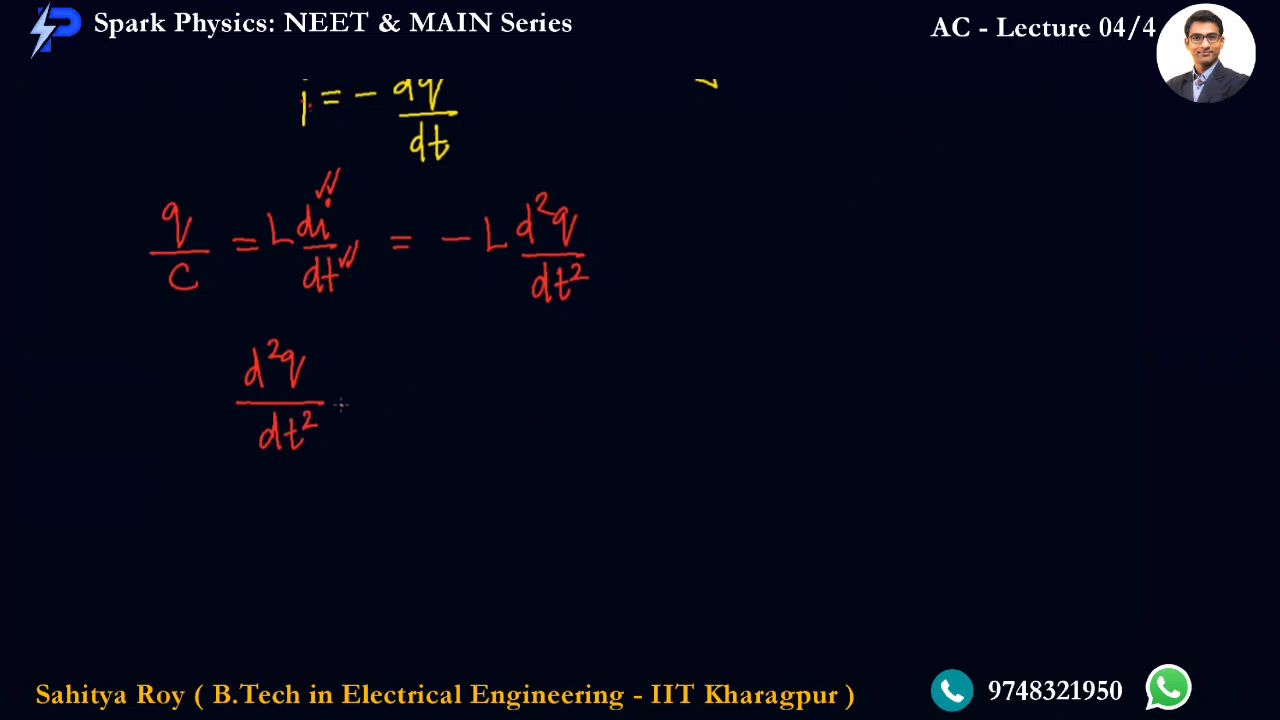 Spark Physics: NEET & MAIN Series
AC - Lecture 04/4
i = - dq/dt
q/C = L di/dt = - L d²q/dt²
d²q/dt²
Sahitya Roy ( B.Tech in Electrical Engineering - IIT Kharagpur )
9748321950